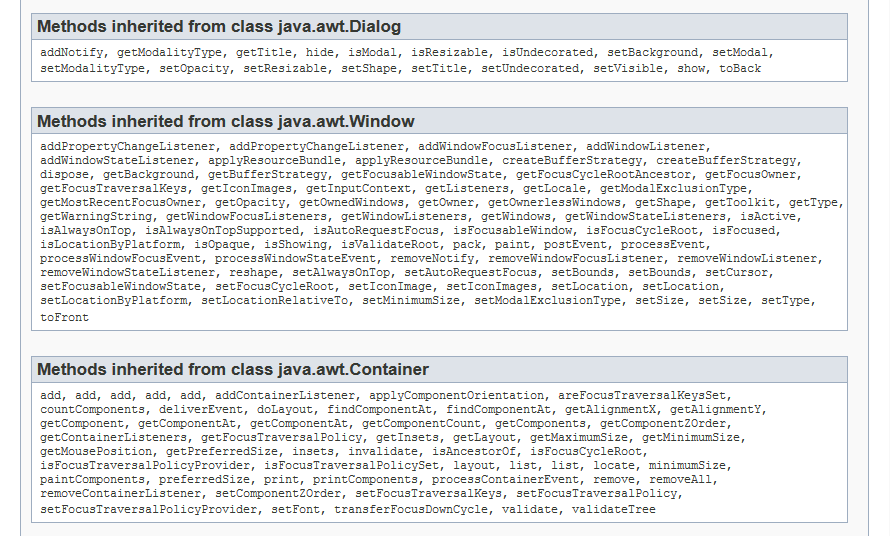 Methods inherited from class java.awt.Dialog
addNotify, getModalityType, getTitle, hide, isModal, isResizable, isUndecorated, setBackground, setModal,
setModalityType, setOpacity, setResizable, setShape, setTitle, setUndecorated, setVisible, show, toBack
Methods inherited from class java.awt.Window
addPropertyChangeListener, addPropertyChangeListener, addWindowFocusListener, addWindowListener,
addWindowStateListener, applyResourceBundle, applyResourceBundle, createBufferStrategy, createBufferStrategy,
dispose, getBackground, getBufferStrategy, getFocusableWindowState, getFocusCycleRootAncestor, getFocusOwner,
getFocusTraversalKeys, getIconImages, getInputContext, getListeners, getLocale, getModalExclusionType,
getMostRecentFocusOwner, getOpacity, getOwnedWindows, getOwner, getOwnerlessWindows, getShape, getToolkit, getType,
getWarningString, getWindowFocusListeners, getWindowListeners, getWindows, getWindowStateListeners, isActive,
isAlwaysOnTop, isAlwaysOnTopSupported, isAutoRequestFocus, isFocusableWindow, isFocusCycleRoot, isFocused,
isLocationByPlatform, isOpaque, isShowing, isValidateRoot, pack, paint, postEvent, processEvent,
processWindowFocusEvent, processWindowStateEvent, removeNotify, removeWindowFocusListener, removeWindowListener,
removeWindowStateListener, reshape, setAlwaysOnTop, setAutoRequestFocus, setBounds, setBounds, setCursor,
setFocusableWindowState, setFocusCycleRoot, setIconImage, setIconImages, setLocation, setLocation,
setLocationByPlatform, setLocationRelativeTo, setMinimumSize, setModalExclusionType, setSize, setSize, setType,
toFront
Methods inherited from class java.awt.Container
add, add, add, add, add, addContainerListener, applyComponentOrientation, areFocusTraversalKeysSet,
countComponents, deliverEvent, doLayout, findComponentAt, findComponentAt, getAlignmentX, getAlignmentY,
getComponent, getComponentAt, getComponentAt, getComponentCount, getComponents, getComponentZOrder,
getContainerListeners, getFocusTraversalPolicy, getInsets, getLayout, getMaximumSize, getMinimumSize,
getMousePosition, getPreferredSize, insets, invalidate, isAncestorOf, isFocusCycleRoot,
isFocusTraversalPolicyProvider, isFocusTraversalPolicySet, layout, list, list, locate, minimumSize,
paintComponents, preferredSize, print, printComponents, processContainerEvent, remove, removeAll,
removeContainerListener, setComponentZOrder, setFocusTraversalKeys, setFocusTraversalPolicy,
setFocusTraversalPolicyProvider, setFont, transferFocusDownCycle, validate, validateTree